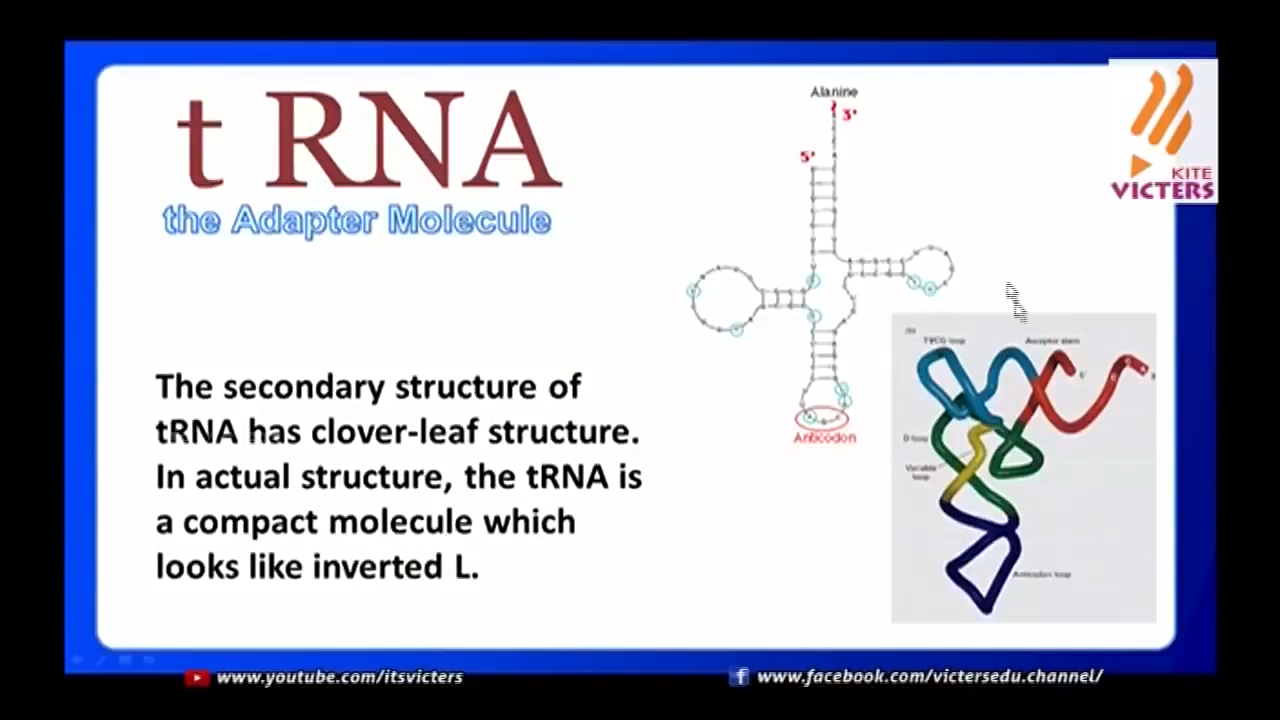 t RNA
the Adapter Molecule
Alanine
3'
5'
KITE
VICTERS
The secondary structure of
tRNA has clover-leaf structure.
In actual structure, the tRNA is
a compact molecule which
looks like inverted L.
Anticodon
TΨCG loop
Acceptor stem
5'
D loop
Variable
loop
Anticodon loop
www.youtube.com/itsvicters
www.facebook.com/victersedu.channel/